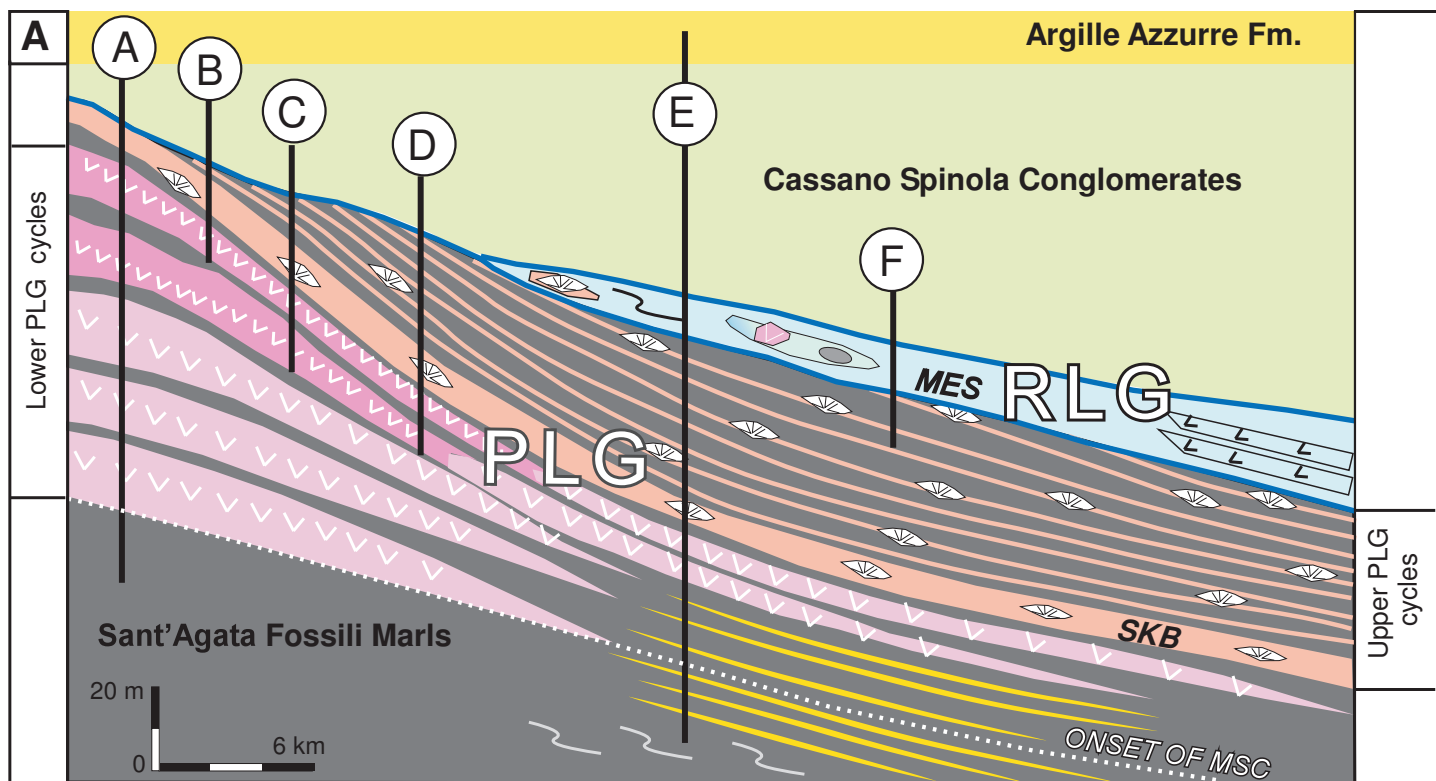 A
Argille Azzurre Fm.
A
B
C
D
E
F
Cassano Spinola Conglomerates
Lower PLG cycles
MES
RLG
PLG
SKB
Upper PLG
cycles
Sant'Agata Fossili Marls
ONSET OF MSC
20 m
0
6 km